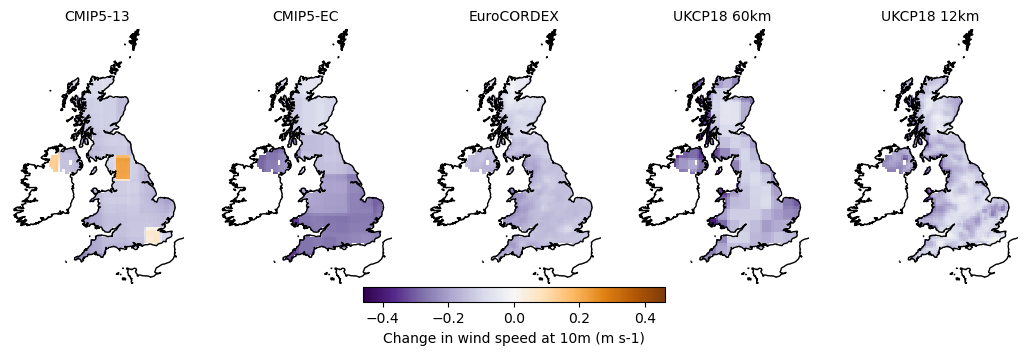 CMIP5-13
CMIP5-EC
EuroCORDEX
UKCP18 60km
UKCP18 12km
−0.4
−0.2
0.0
0.2
0.4
Change in wind speed at 10m (m s-1)